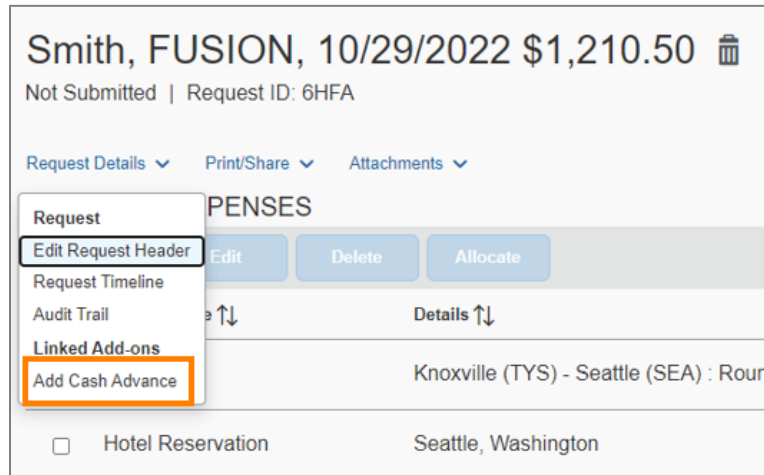 Smith, FUSION, 10/29/2022 $1,210.50
Not Submitted | Request ID: 6HFA
Request Details Print/Share Attachments
PENSES
Request
Edit Request Header
Edit Delete Allocate
Request Timeline
Audit Trail
e Details
Linked Add-ons
Add Cash Advance
Knoxville (TYS) - Seattle (SEA) : Roun
Hotel Reservation Seattle, Washington